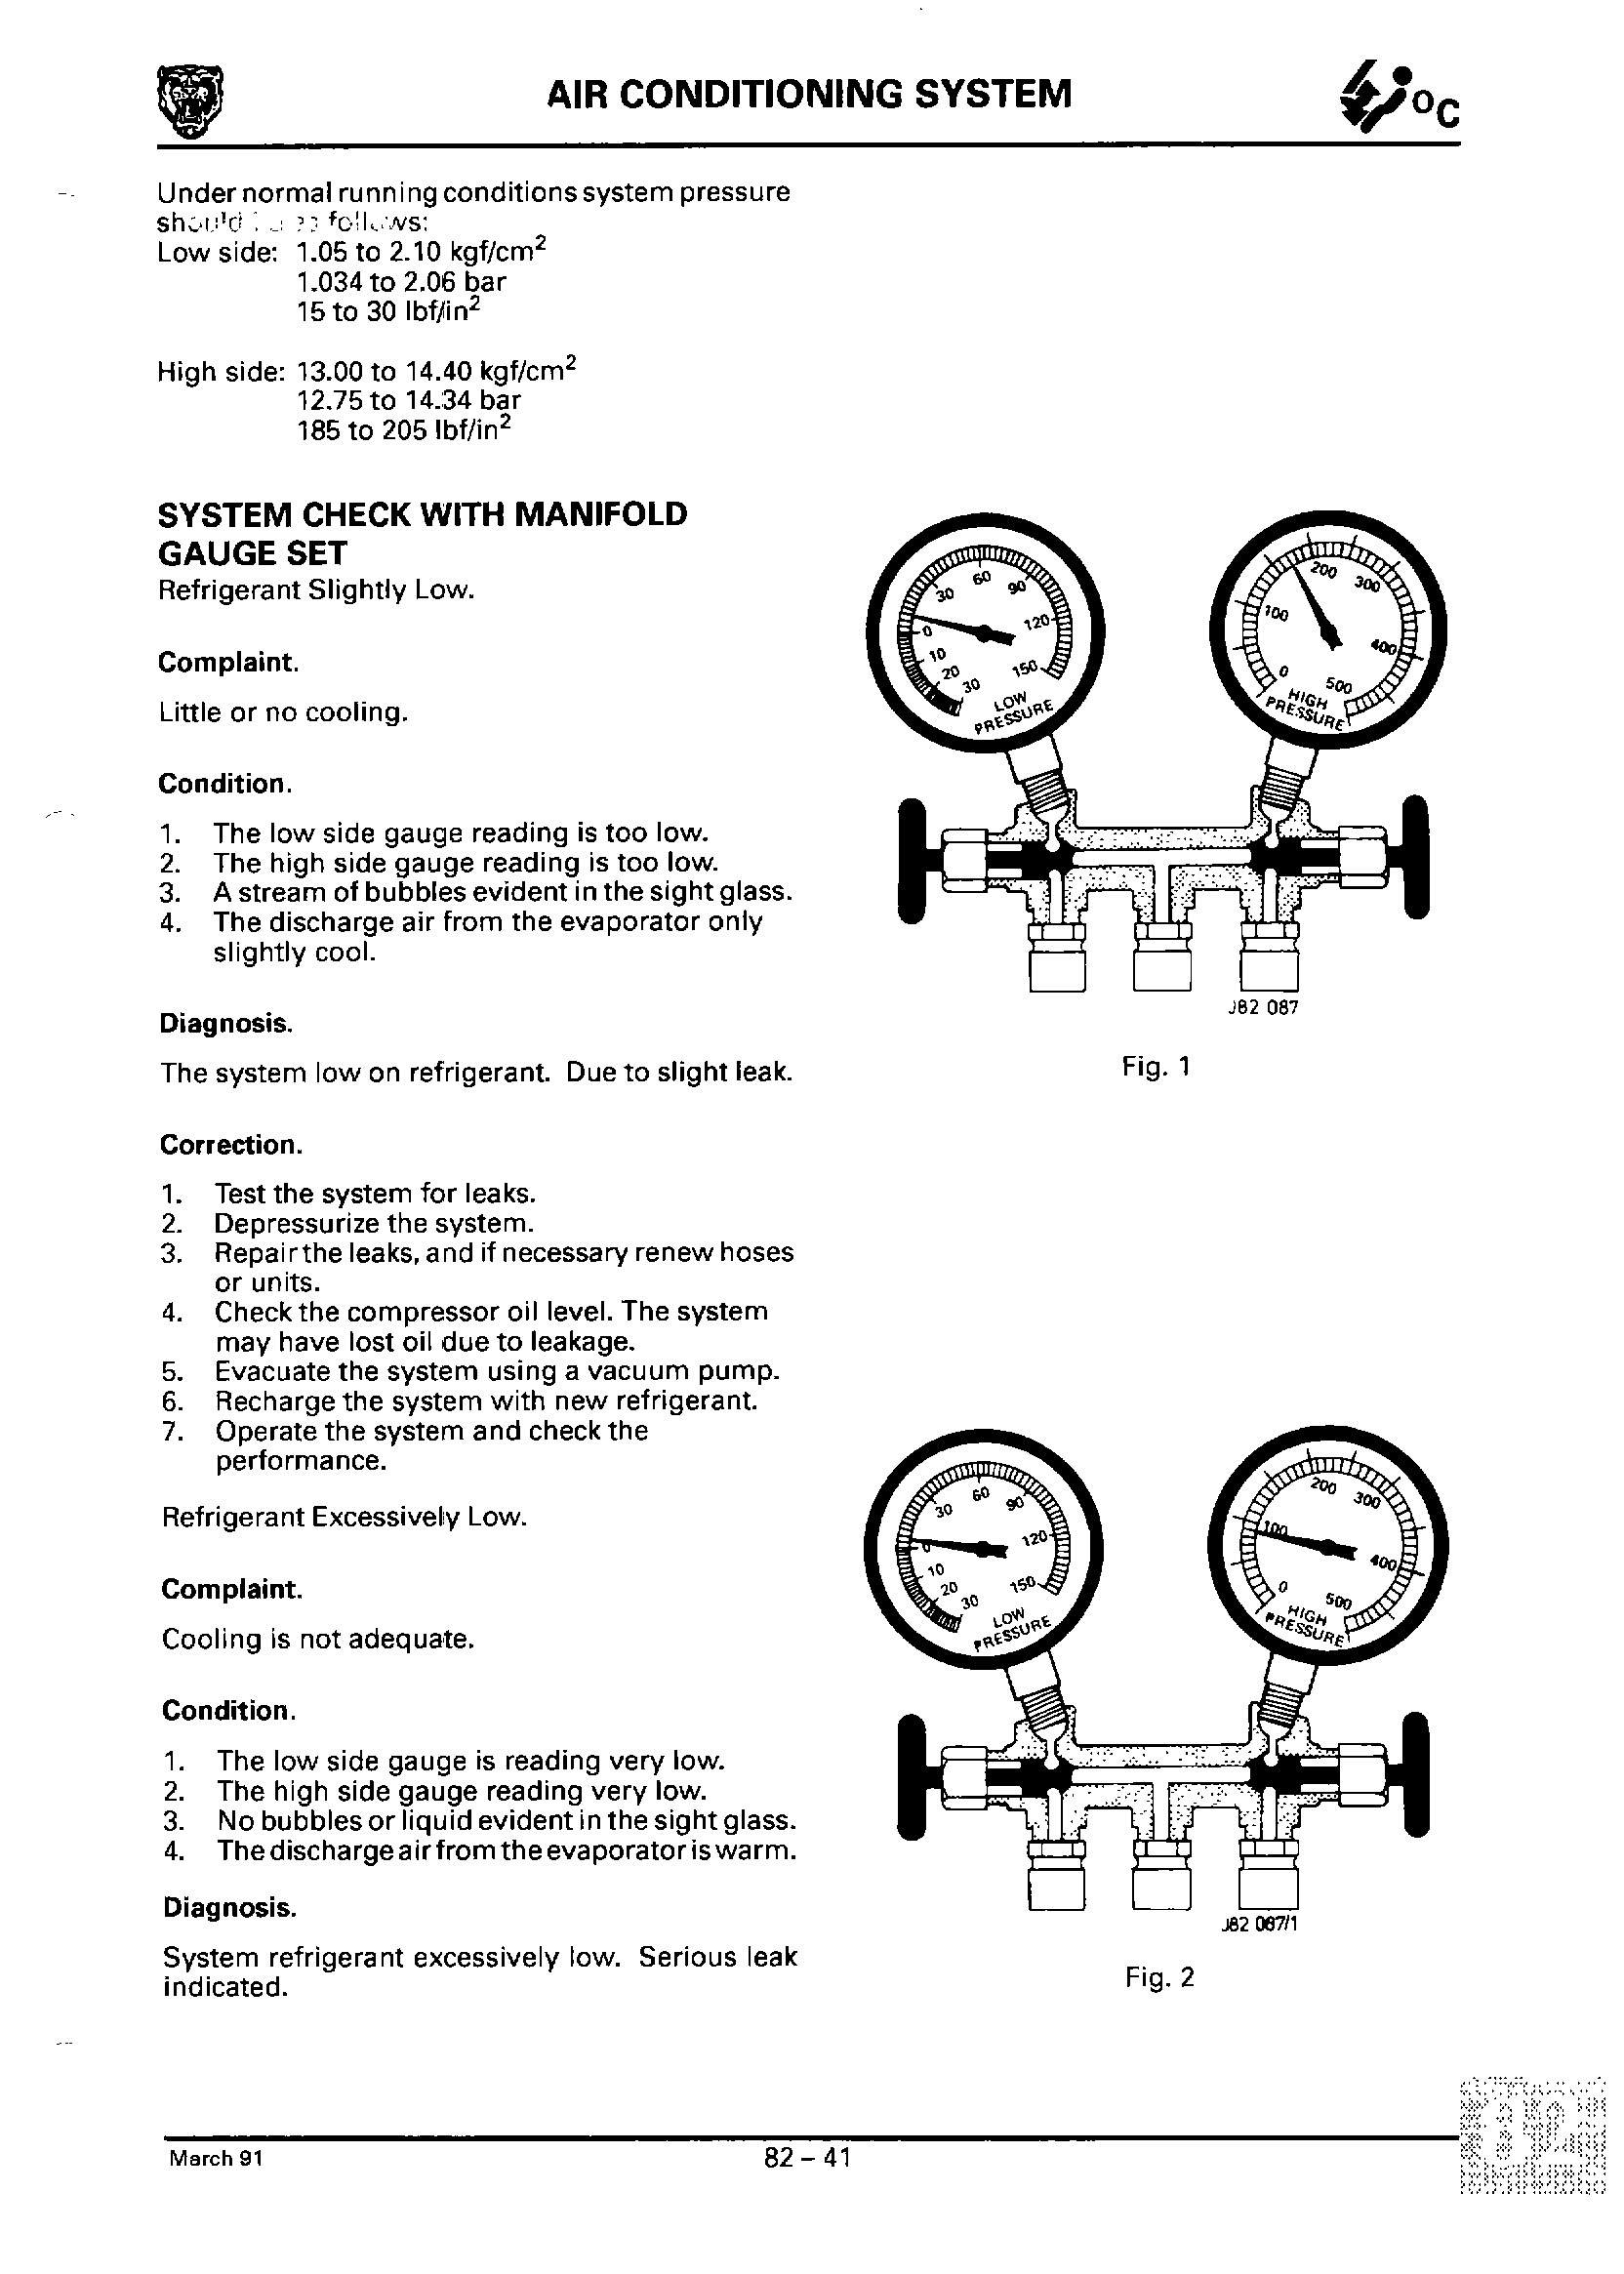 AIR CONDITIONING SYSTEM
°C
Under normal running conditions system pressure
should follows:
Low side: 1.05 to 2.10 kgf/cm²
1.034 to 2.06 bar
15 to 30 lbf/in²
High side: 13.00 to 14.40 kgf/cm²
12.75 to 14.34 bar
185 to 205 lbf/in²
SYSTEM CHECK WITH MANIFOLD
GAUGE SET
Refrigerant Slightly Low.
Complaint.
Little or no cooling.
Condition.
1. The low side gauge reading is too low.
2. The high side gauge reading is too low.
3. A stream of bubbles evident in the sight glass.
4. The discharge air from the evaporator only
slightly cool.
Diagnosis.
The system low on refrigerant. Due to slight leak.
Correction.
1. Test the system for leaks.
2. Depressurize the system.
3. Repair the leaks, and if necessary renew hoses
or units.
4. Check the compressor oil level. The system
may have lost oil due to leakage.
5. Evacuate the system using a vacuum pump.
6. Recharge the system with new refrigerant.
7. Operate the system and check the
performance.
Refrigerant Excessively Low.
Complaint.
Cooling is not adequate.
Condition.
1. The low side gauge is reading very low.
2. The high side gauge reading very low.
3. No bubbles or liquid evident in the sight glass.
4. The discharge air from the evaporator is warm.
Diagnosis.
System refrigerant excessively low. Serious leak
indicated.
30 60 90 120 150
0 10 20 30
LOW
PRESSURE
0 100 200 300 400 500
HIGH
PRESSURE
J82 087
Fig. 1
30 60 90 120 150
0 10 20 30
LOW
PRESSURE
0 100 200 300 400 500
HIGH
PRESSURE
J82 087/1
Fig. 2
82
March 91
82 – 41